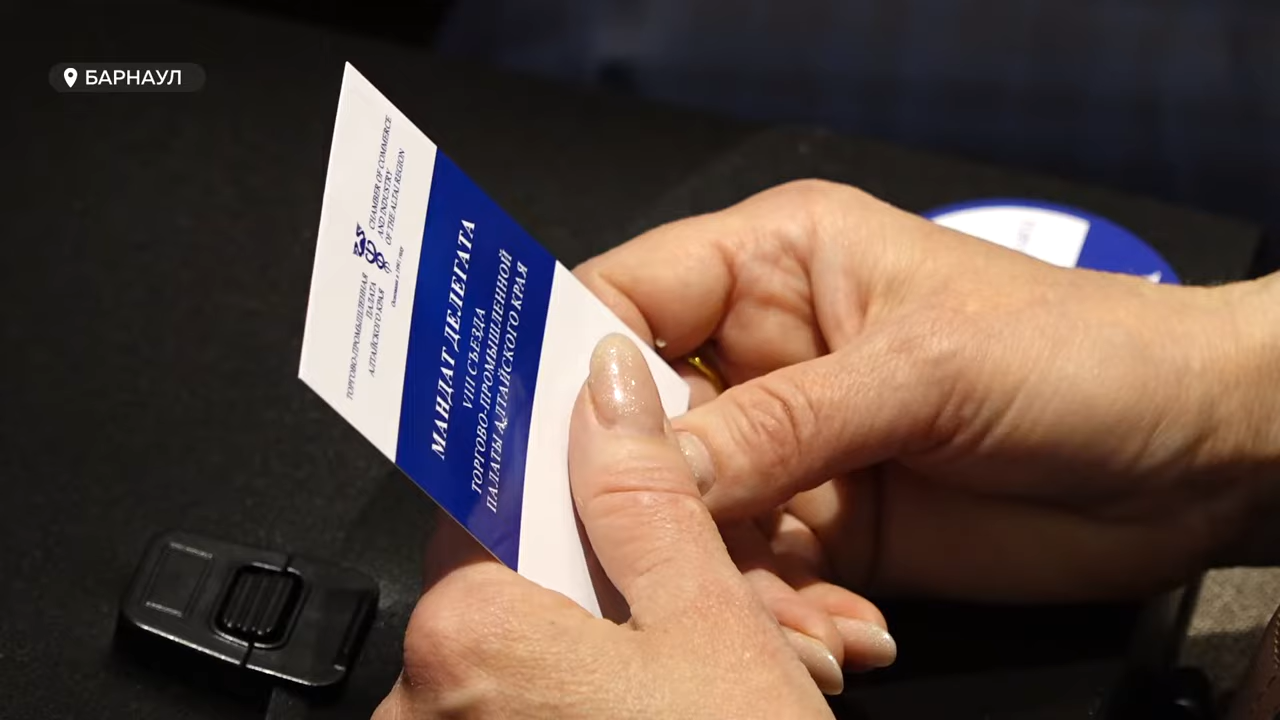 БАРНАУЛ
ТОРГОВО-ПРОМЫШЛЕННАЯ
ПАЛАТА
АЛТАЙСКОГО КРАЯ
CHAMBER OF COMMERCE
AND INDUSTRY
OF THE ALTAI REGION
МАНДАТ ДЕЛЕГАТА
VIII СЪЕЗДА
ТОРГОВО-ПРОМЫШЛЕННОЙ
ПАЛАТЫ АЛТАЙСКОГО КРАЯ